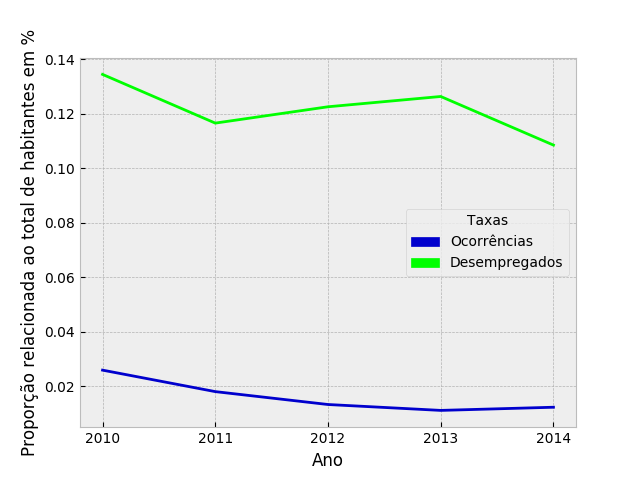 Proporção relacionada ao total de habitantes em %
0.14
0.12
0.10
0.08
0.06
0.04
0.02
Taxas
Ocorrências
Desempregados
2010 2011 2012 2013 2014
Ano